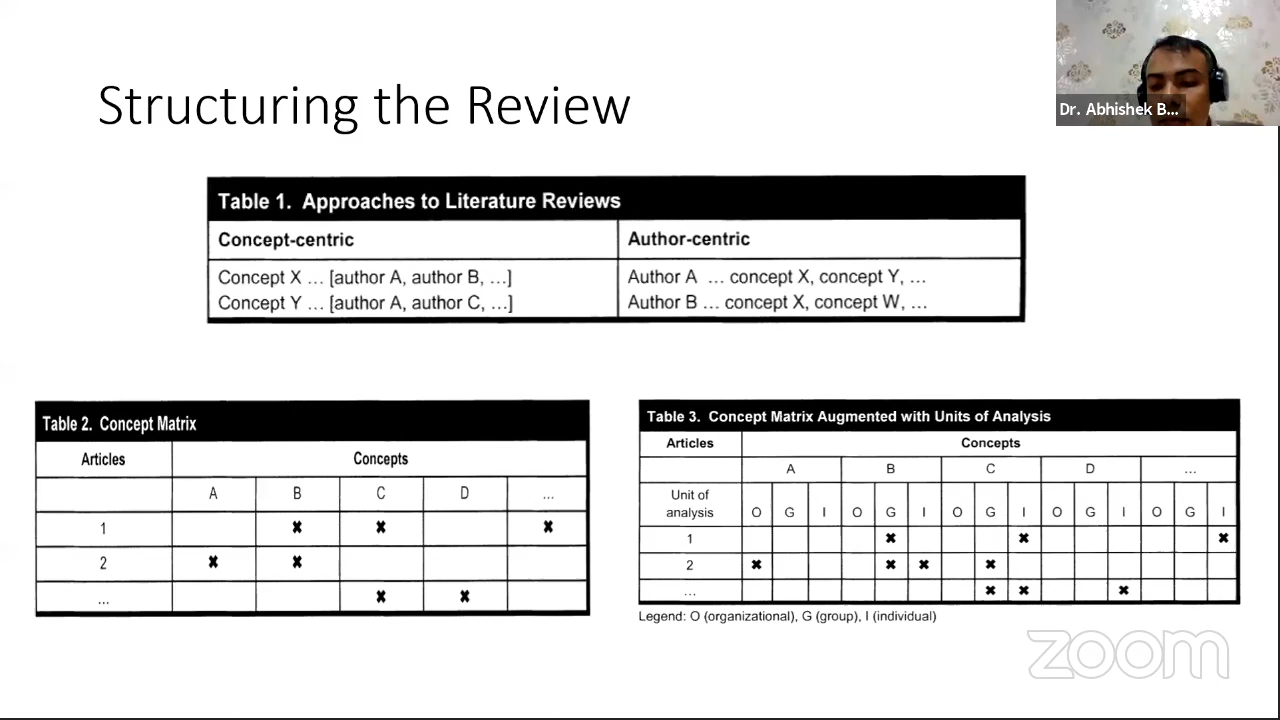 Structuring the Review
Dr. Abhishek B...
Table 1. Approaches to Literature Reviews
Concept-centric Author-centric
Concept X ... [author A, author B, ...] Author A ... concept X, concept Y, ...
Concept Y ... [author A, author C, ...] Author B ... concept X, concept W, ...
Table 2. Concept Matrix
Articles Concepts
A B C D ...
1 ✖ ✖ ✖
2 ✖ ✖
... ✖ ✖
Table 3. Concept Matrix Augmented with Units of Analysis
Articles Concepts
A B C D ...
Unit of
analysis O G I O G I O G I O G I O G I
1 ✖ ✖ ✖
2 ✖ ✖ ✖ ✖
... ✖ ✖ ✖
Legend: O (organizational), G (group), I (individual)
zoom